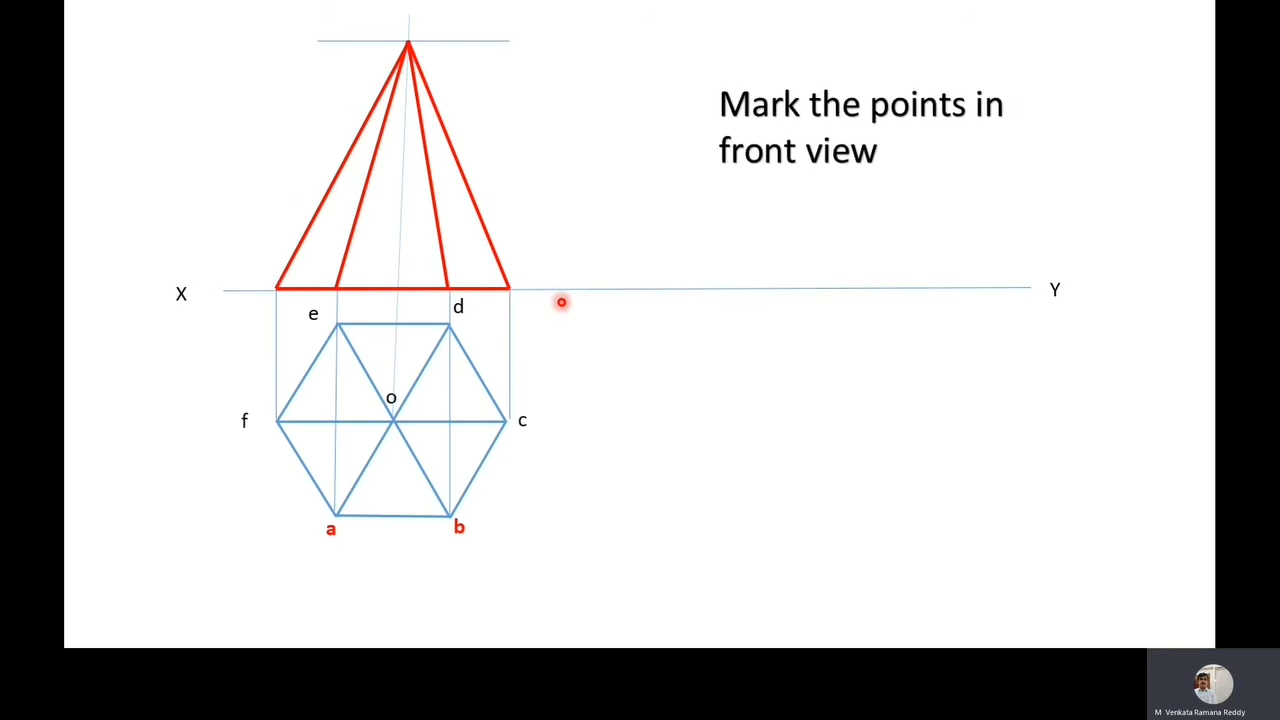 Mark the points in
front view
X
Y
e
d
o
f
c
a
b
M Venkata Ramana Reddy